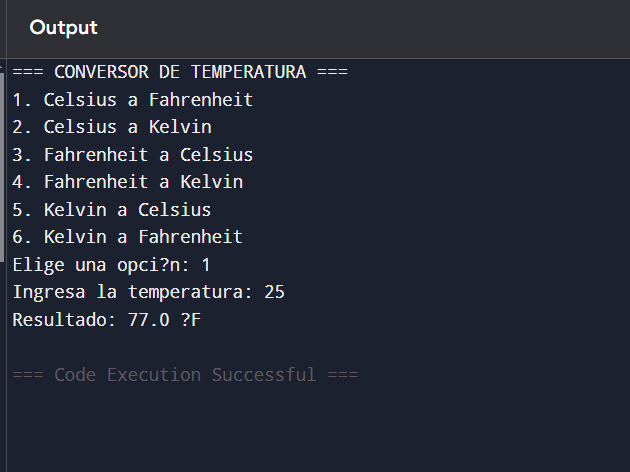 Output
=== CONVERSOR DE TEMPERATURA ===
1. Celsius a Fahrenheit
2. Celsius a Kelvin
3. Fahrenheit a Celsius
4. Fahrenheit a Kelvin
5. Kelvin a Celsius
6. Kelvin a Fahrenheit
Elige una opci?n: 1
Ingresa la temperatura: 25
Resultado: 77.0 ?F
=== Code Execution Successful ===